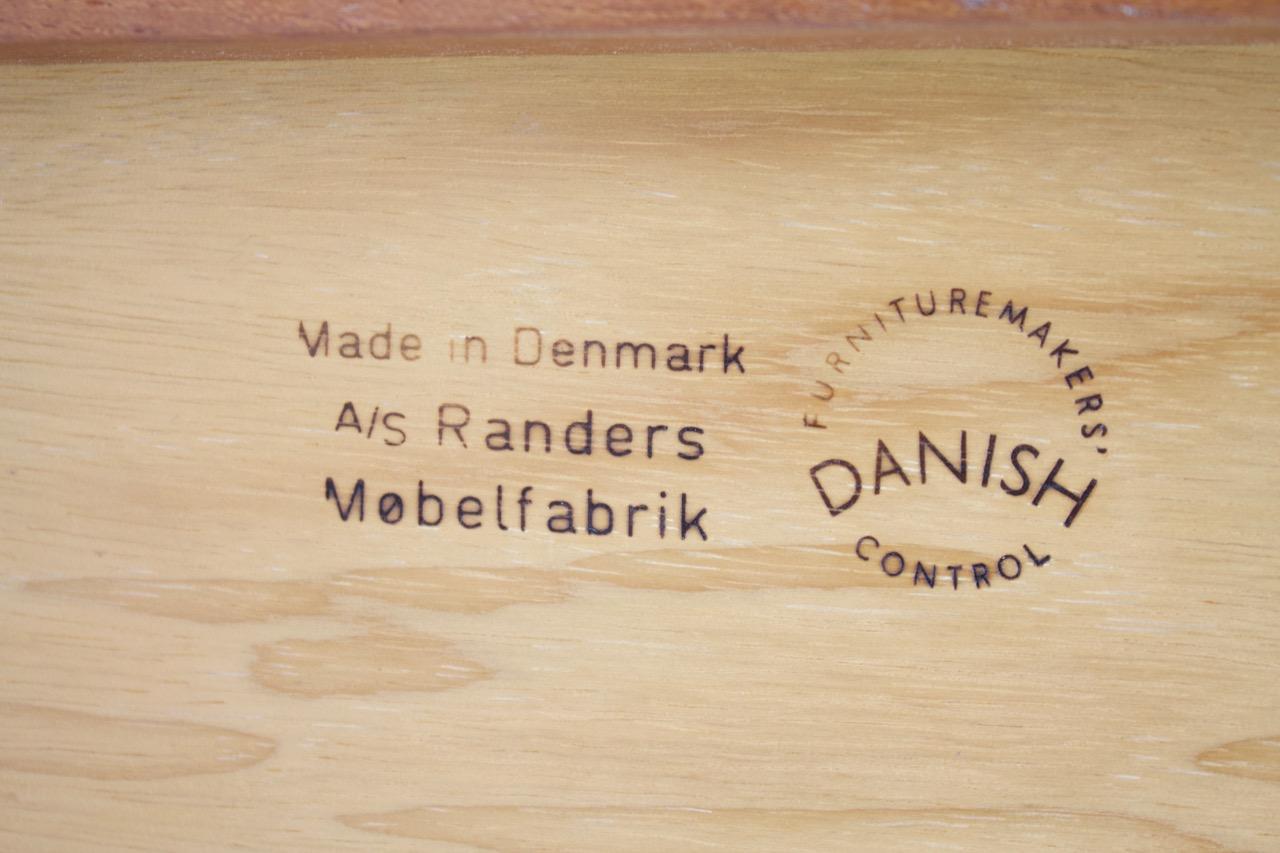 Made in Denmark
A/S Randers
Møbelfabrik
FURNITUREMAKERS'
DANISH
CONTROL